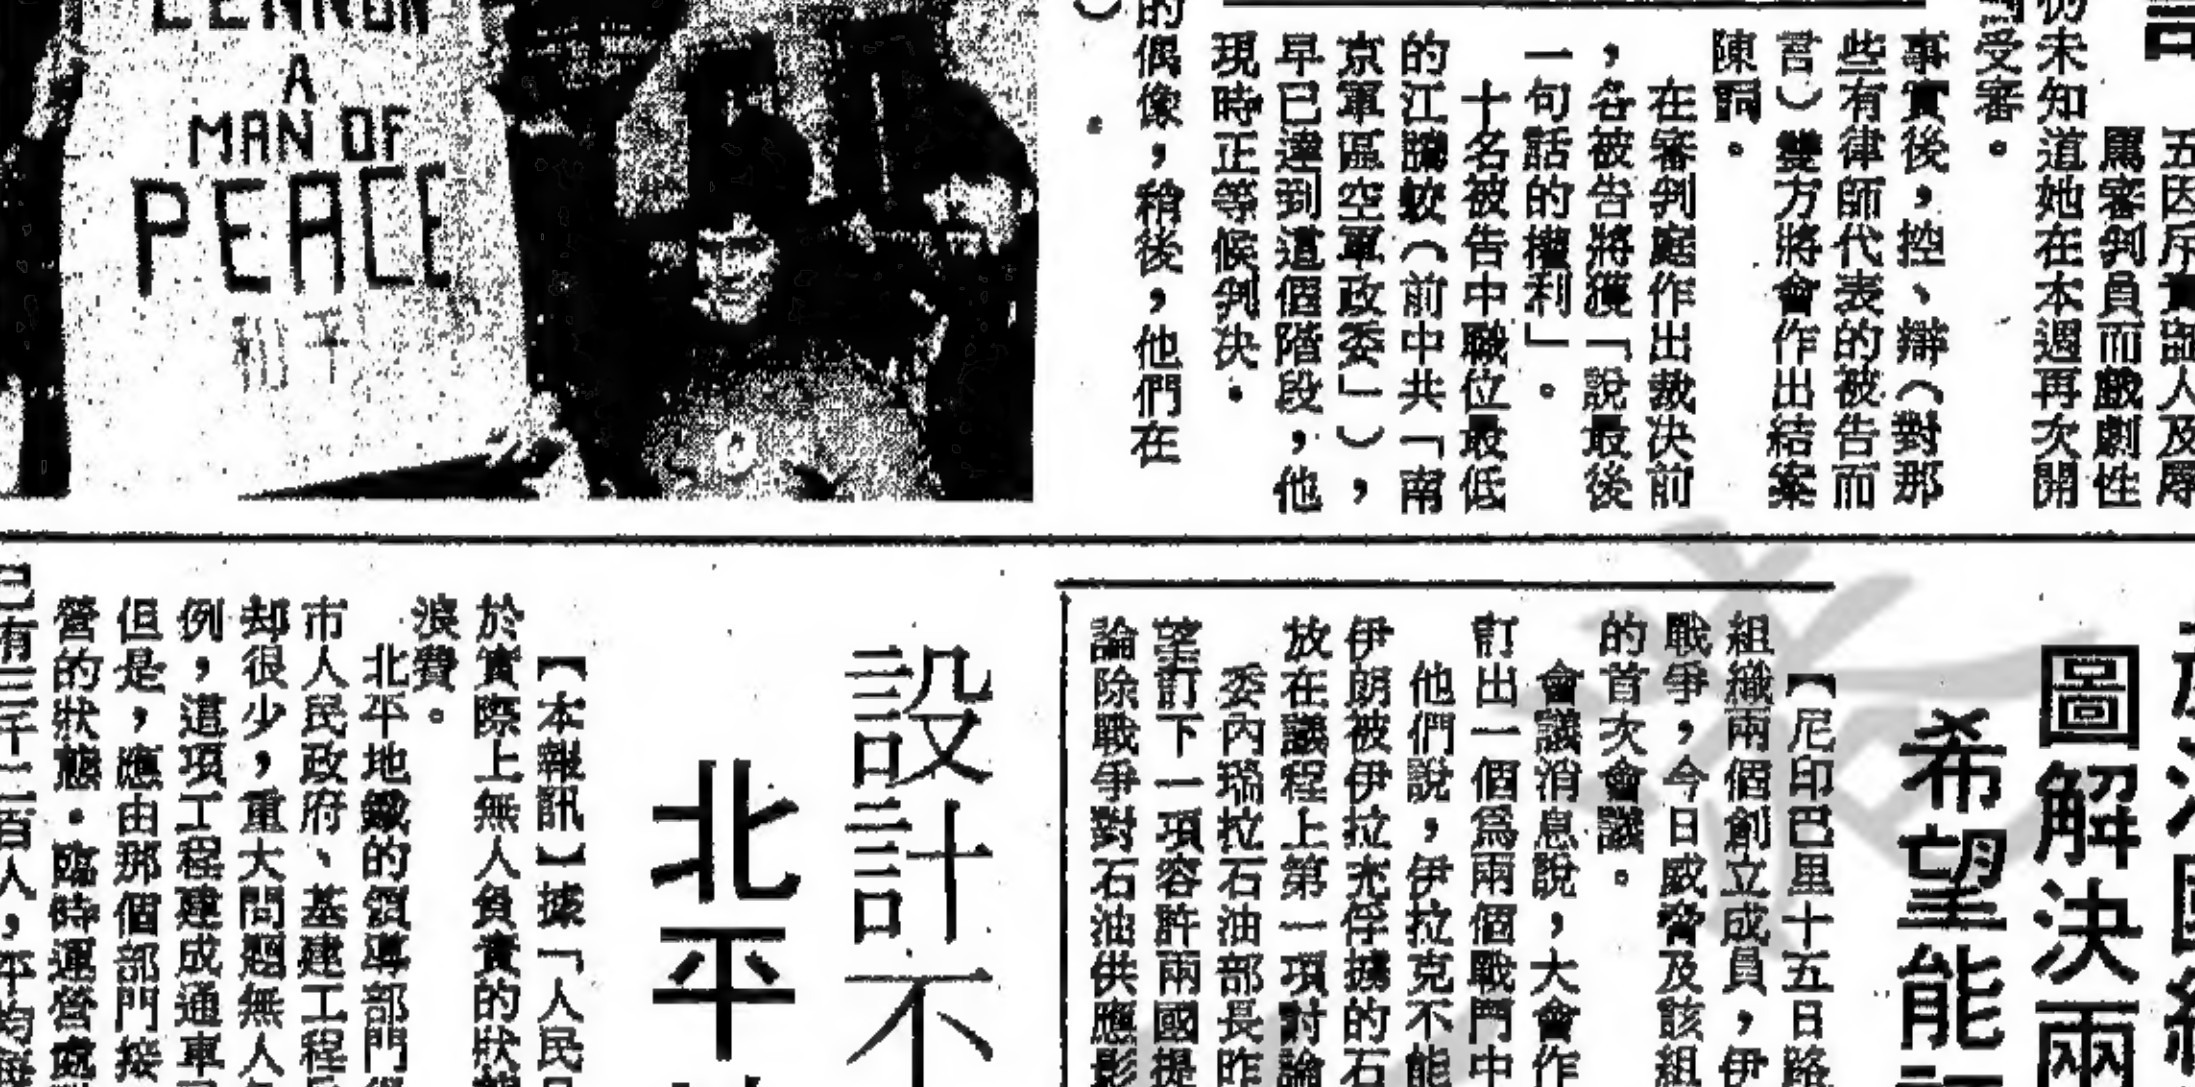 LENNON
A
MAN OF
PEACE
五因斥責證人及辱
罵審判員而戲劇性
仍未知道她在本週再次開
受審。
事實後，控、辯（對那
些有律師代表的被告而
言）雙方將會作出結案
陳詞。
在審判庭作出裁決前
，名被告將獲「說最後
一句話的權利」。
十名被告中職位最低
的江騰蛟（前中共「南
京軍區空軍政委」），
早已達到這個階段，他
現時正等候判決。
的偶像，稍後，他們在
）
圖解決兩
希望能
【尼印巴里十五日路
組織兩個創立成員，伊
戰爭，今日威脅及該組
的首次會議。
會議消息說，大會作
訂出一個爲兩個戰鬥中
他們說，伊拉克不能
伊朗被伊拉克俘擄的石
放在議程上第一項討論
委內瑞拉石油部長昨
望訂下一項容許兩國提
論除戰爭對石油供應影
設計不
北平
【本報訊】據「人民
於實際上無人負責的狀
浪費。
北平地鐵的領導部門
市人民政府、基建工程
却很少，重大問題無人
例，這項工程建成通車
但是，應由那個部門接
營的狀態。臨時運營處
已有三千二百人，平均